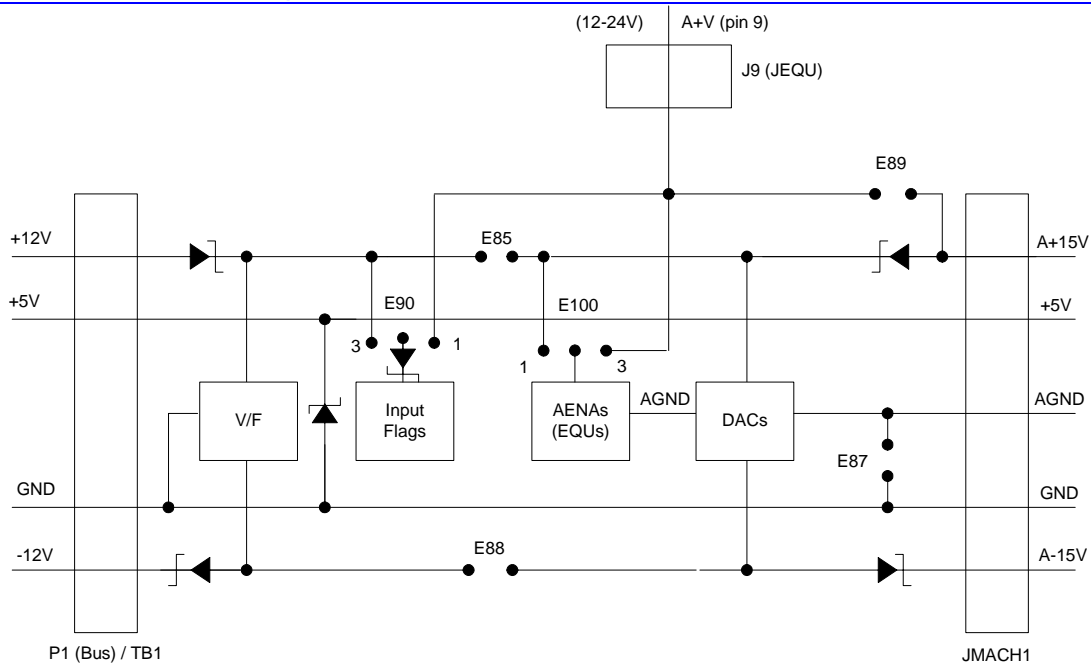 (12-24V) A+V (pin 9)
J9 (JEQU)
E89
+12V
E85
A+15V
+5V
E90
E100
+5V
3
1
1
3
V/F
Input
Flags
AENAs
(EQUs)
AGND
DACs
AGND
E87
GND
GND
-12V
E88
A-15V
P1 (Bus) / TB1
JMACH1